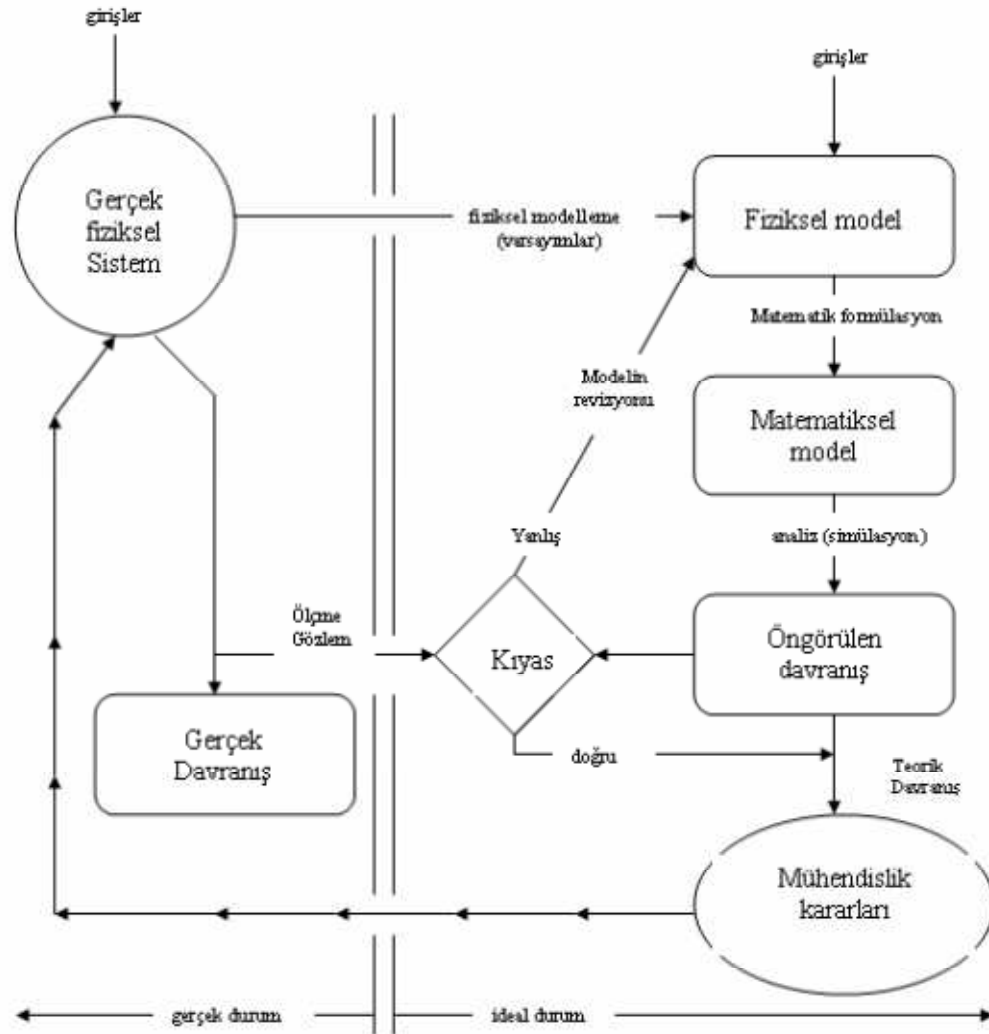 girişler
girişler
Gerçek
fiziksel
Sistem
fiziksel modelleme
(varsayımlar)
Fiziksel model
Matematik formülasyon
Modelin
revizyonu
Matematiksel
model
Yanlış
analiz (simülasyon)
Ölçme
Gözlem
Kıyas
Öngörülen
davranış
Gerçek
Davranış
doğru
Teorik
Davranış
Mühendislik
kararları
gerçek durum
ideal durum